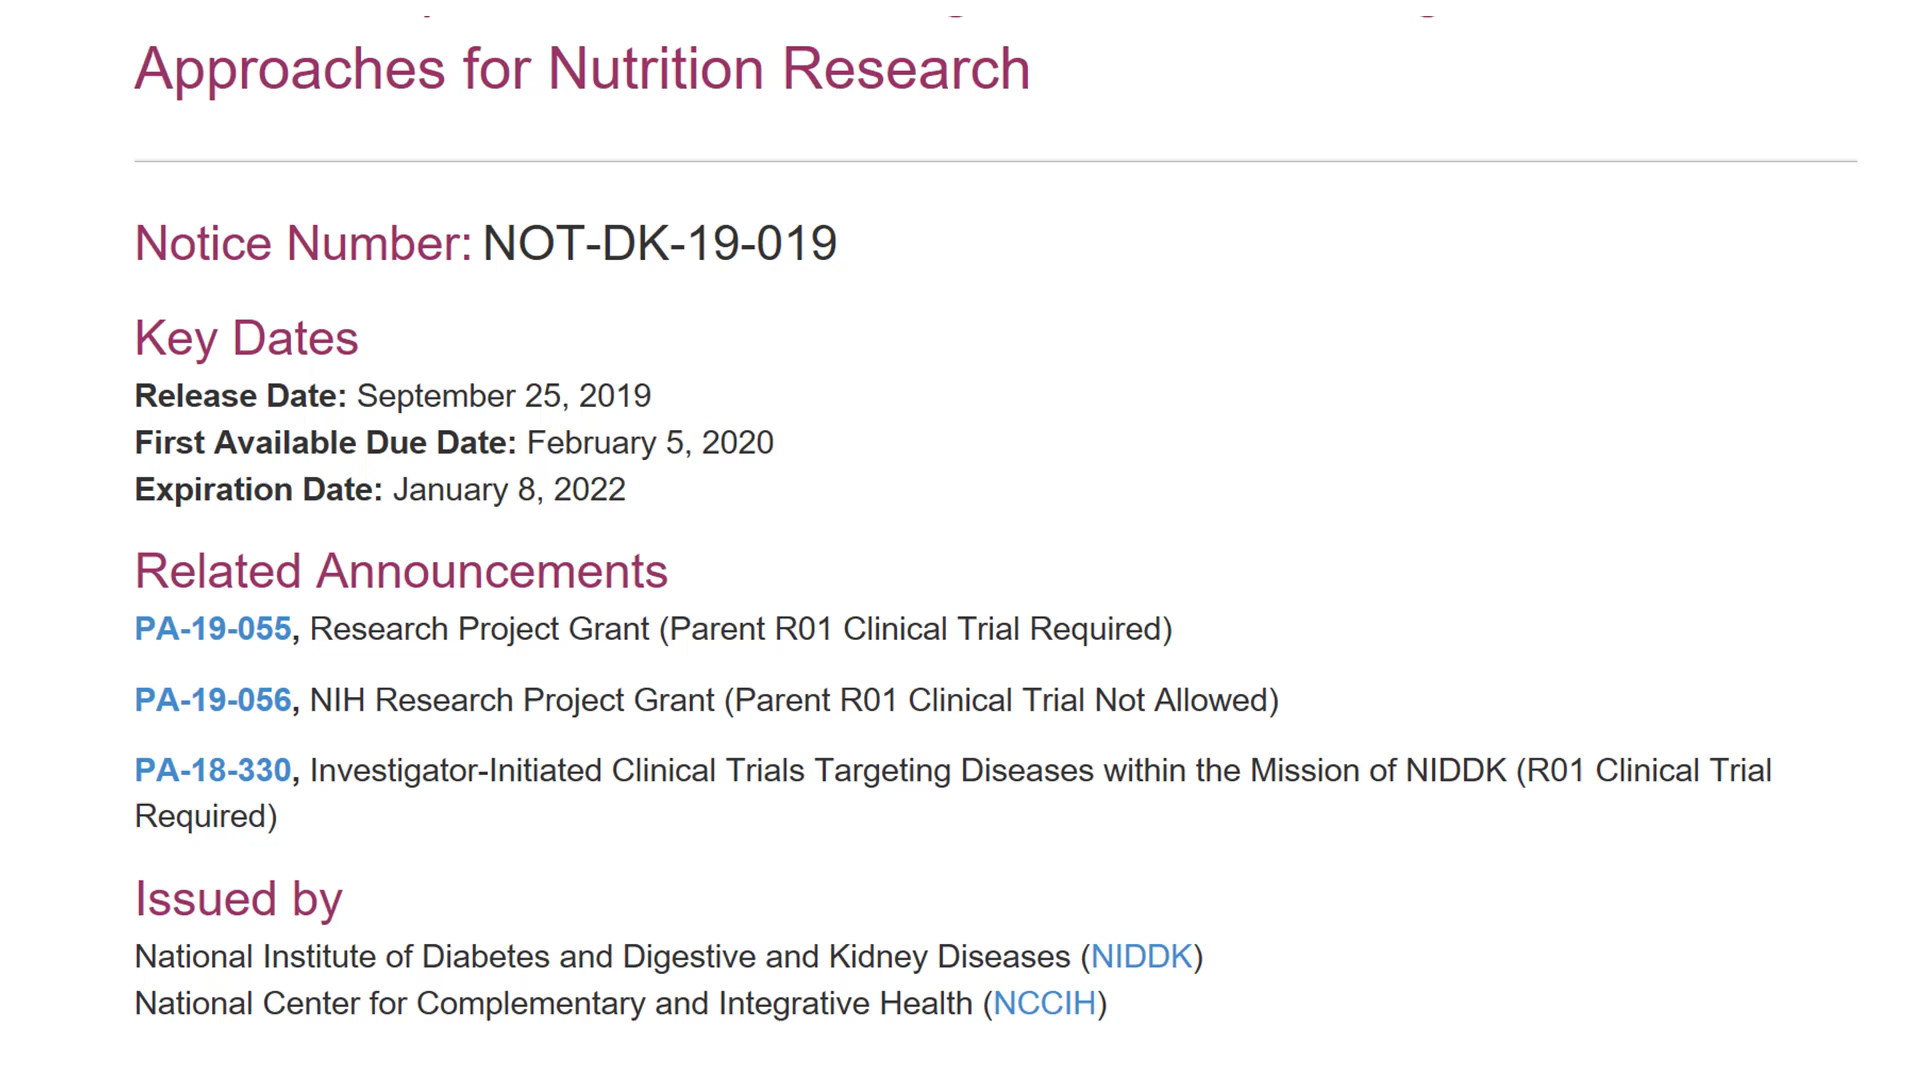 Approaches for Nutrition Research
Notice Number: NOT-DK-19-019
Key Dates
Release Date: September 25, 2019
First Available Due Date: February 5, 2020
Expiration Date: January 8, 2022
Related Announcements
PA-19-055, Research Project Grant (Parent R01 Clinical Trial Required)
PA-19-056, NIH Research Project Grant (Parent R01 Clinical Trial Not Allowed)
PA-18-330, Investigator-Initiated Clinical Trials Targeting Diseases within the Mission of NIDDK (R01 Clinical Trial
Required)
Issued by
National Institute of Diabetes and Digestive and Kidney Diseases (NIDDK)
National Center for Complementary and Integrative Health (NCCIH)